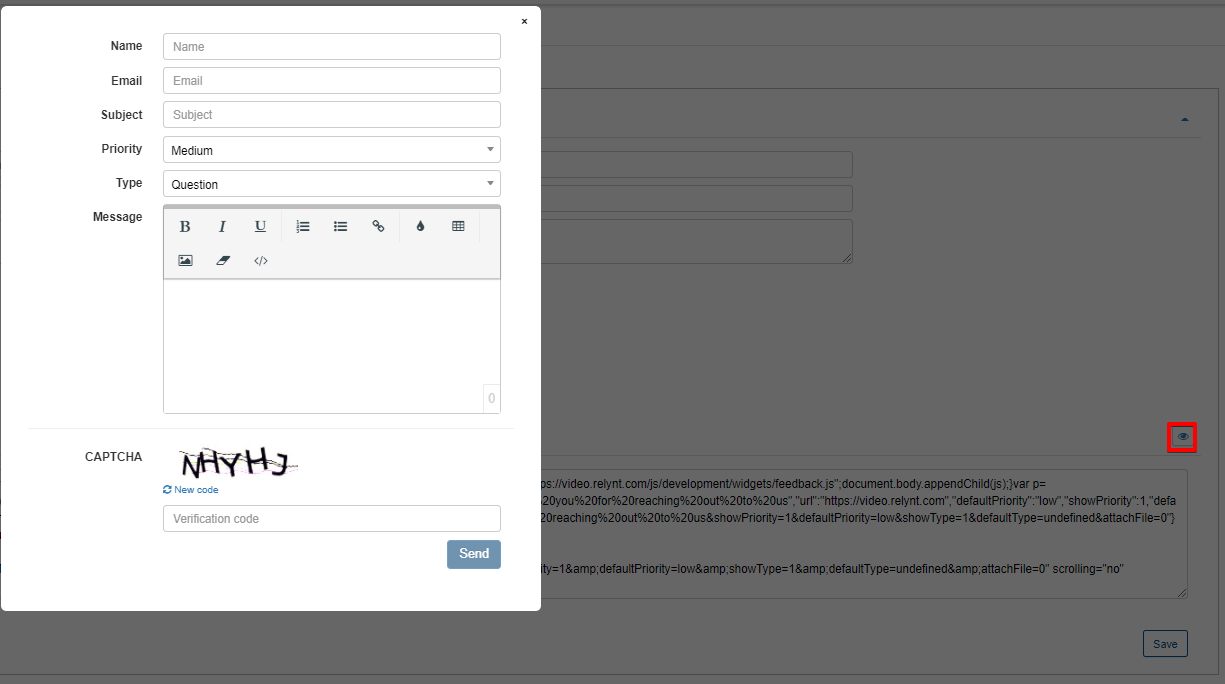 ×
Name Name
Email Email
Subject Subject
Priority Medium
Type Question
Message
B I U
0
CAPTCHA NHYHJ
New code
Verification code
Send
ps://video.relynt.com/js/development/widgets/feedback.js";document.body.appendChild(js);}var p=
20you%20for%20reaching%20out%20to%20us","url":"https://video.relynt.com","defaultPriority":"low","showPriority":1,"defa
20reaching%20out%20to%20us&showPriority=1&defaultPriority=low&showType=1&defaultType=undefined&attachFile=0"}
ity=1&amp;defaultPriority=low&amp;showType=1&amp;defaultType=undefined&amp;attachFile=0" scrolling="no"
Save